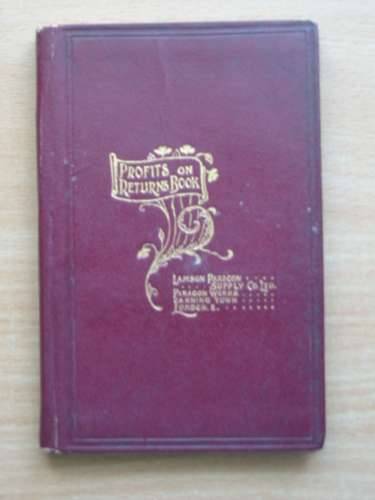 PROFITS ON
RETURNS BOOK
LAMSON PARAGON ....
..... SUPPLY CO. LTD.
PARAGON WORKS .....
CANNING TOWN .....
LONDON, E. ........